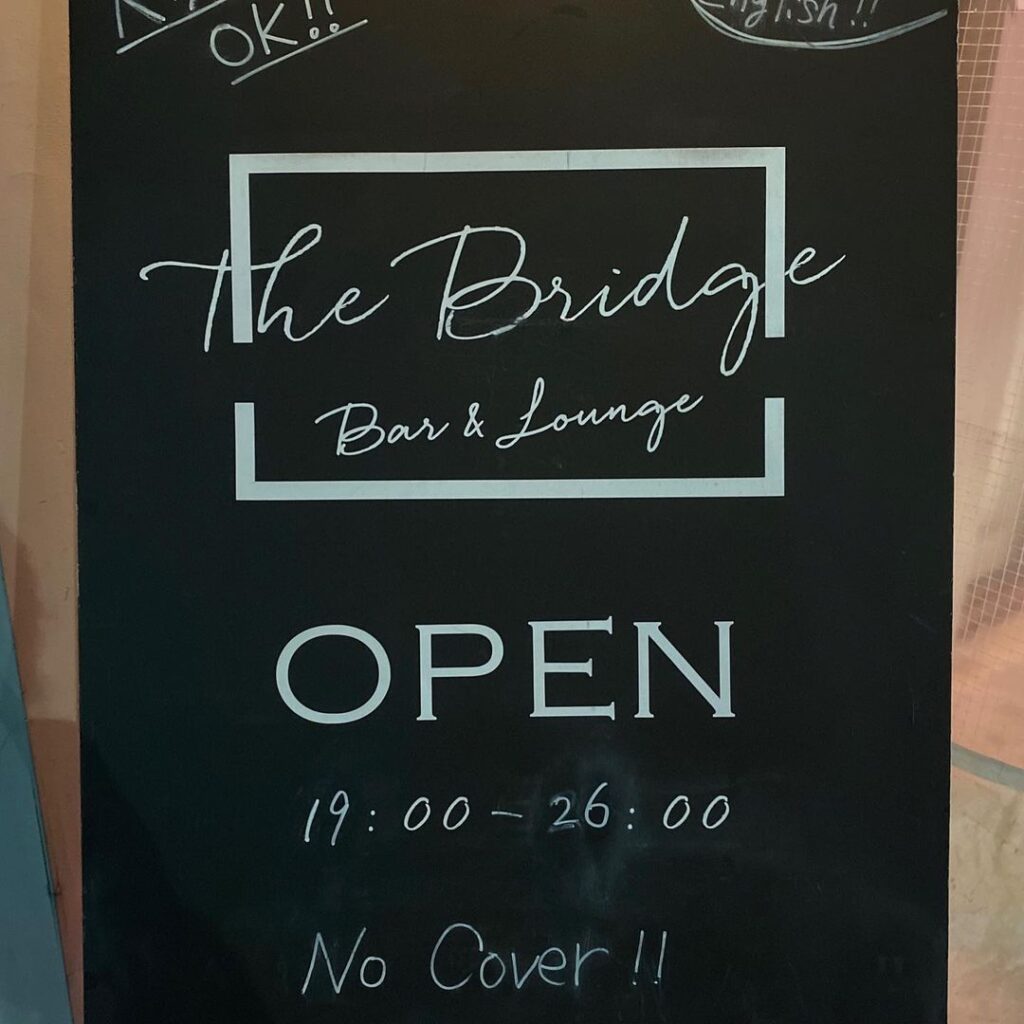 OK!!
English!!
The Bridge
Bar & Lounge
OPEN
19:00-26:00
No Cover!!